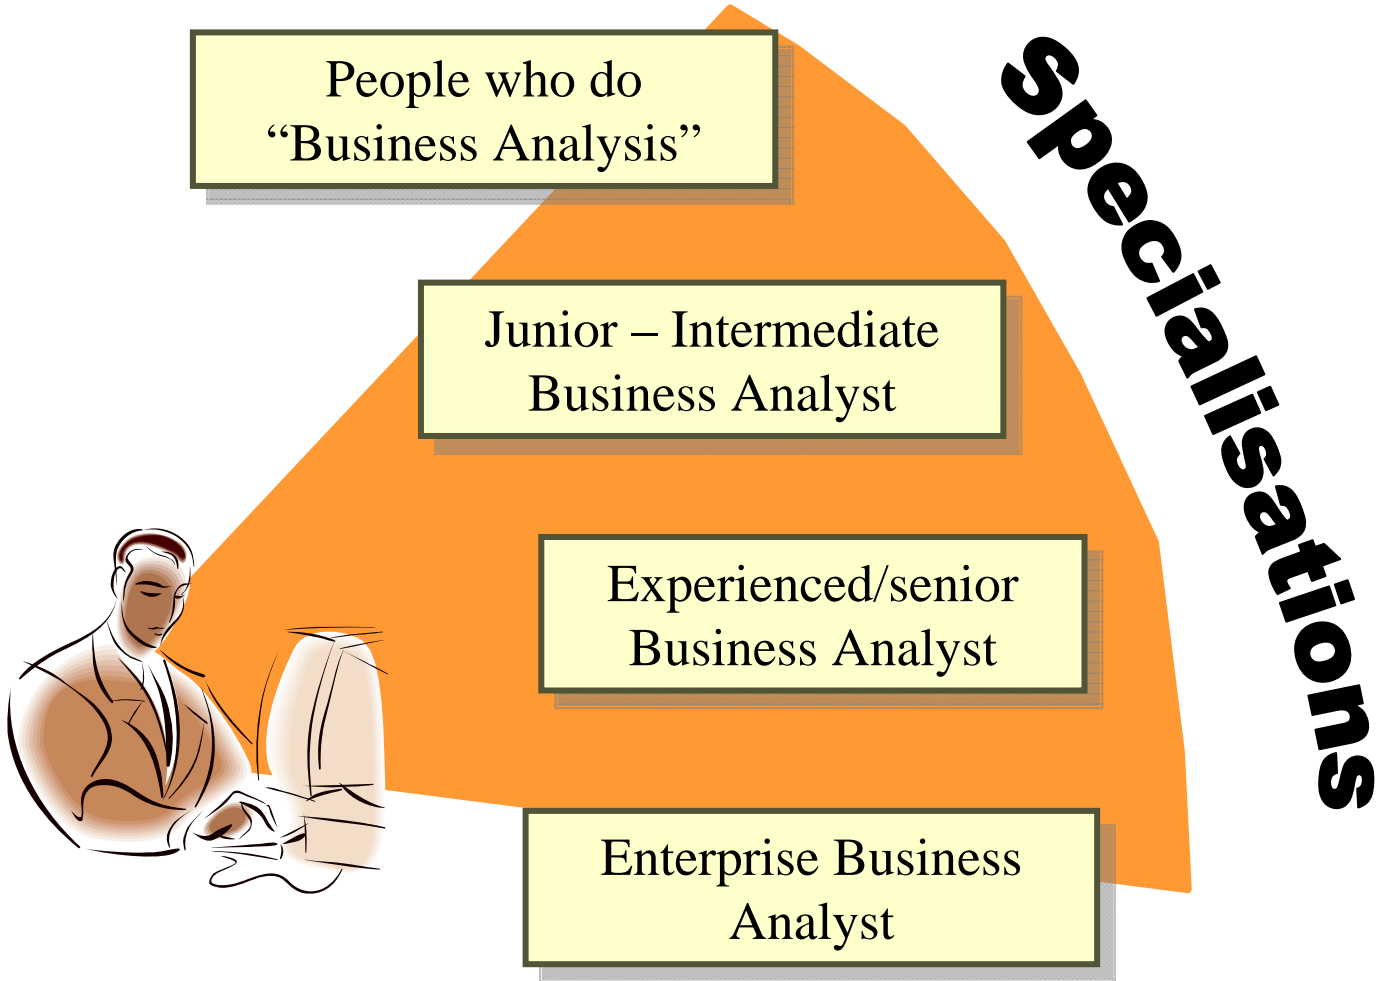 People who do
“Business Analysis”
Specialisations
Junior – Intermediate
Business Analyst
Experienced/senior
Business Analyst
Enterprise Business
Analyst